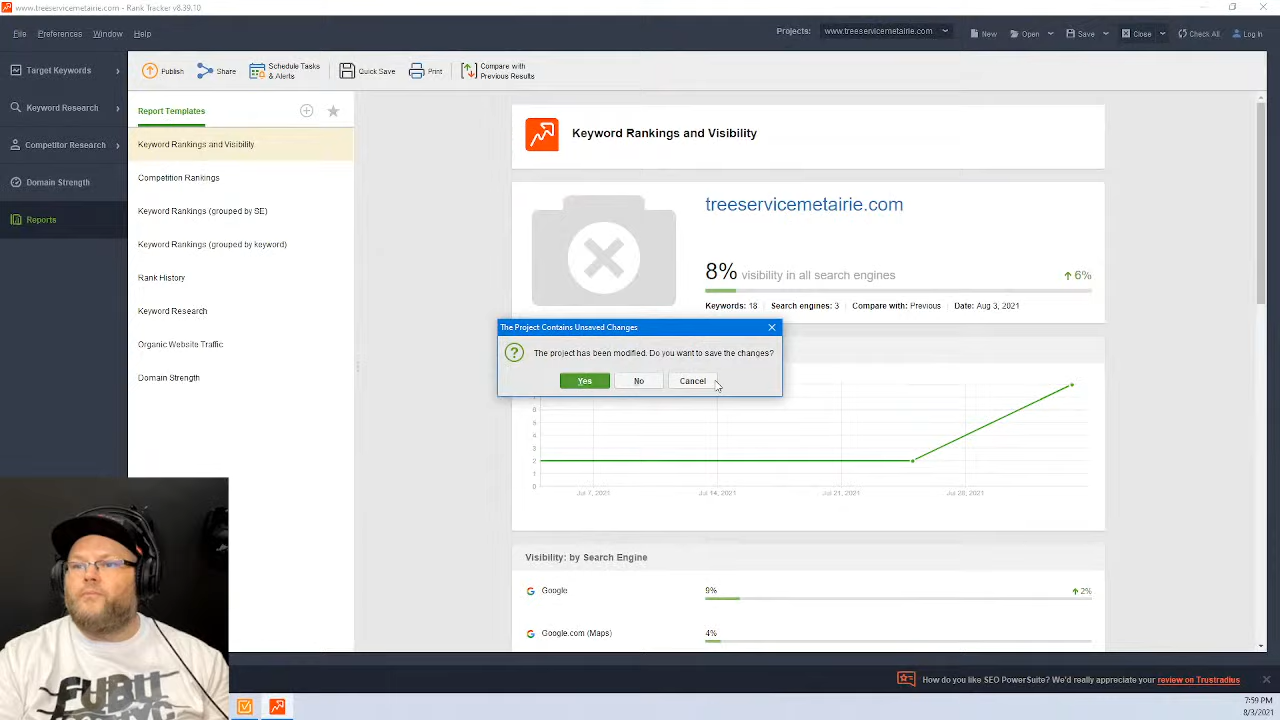 www.treeservicemetairie.com - Rank Tracker v8.39.10
File Preferences Window Help
Projects: www.treeservicemetairie.com New Open Save Close Check All Log In
Target Keywords
Keyword Research
Competitor Research
Domain Strength
Reports
Publish Share Schedule Tasks & Alerts Quick Save Print Compare with Previous Results
Report Templates
Keyword Rankings and Visibility
Competition Rankings
Keyword Rankings (grouped by SE)
Keyword Rankings (grouped by keyword)
Rank History
Keyword Research
Organic Website Traffic
Domain Strength
Keyword Rankings and Visibility
treeservicemetairie.com
8% visibility in all search engines 6%
Keywords: 18 Search engines: 3 Compare with: Previous Date: Aug 3, 2021
The Project Contains Unsaved Changes
The project has been modified. Do you want to save the changes?
Yes No Cancel
8
5
4
3
2
1
0
Jul 7, 2021 Jul 14, 2021 Jul 21, 2021 Jul 28, 2021
Visibility: by Search Engine
Google 9% 2%
Google.com (Maps) 4%
FUBU
How do you like SEO PowerSuite? We'd really appreciate your review on Trustradius
7:59 PM
8/3/2021